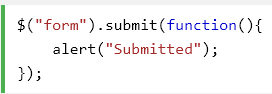 $("form").submit(function(){
    alert("Submitted");
});